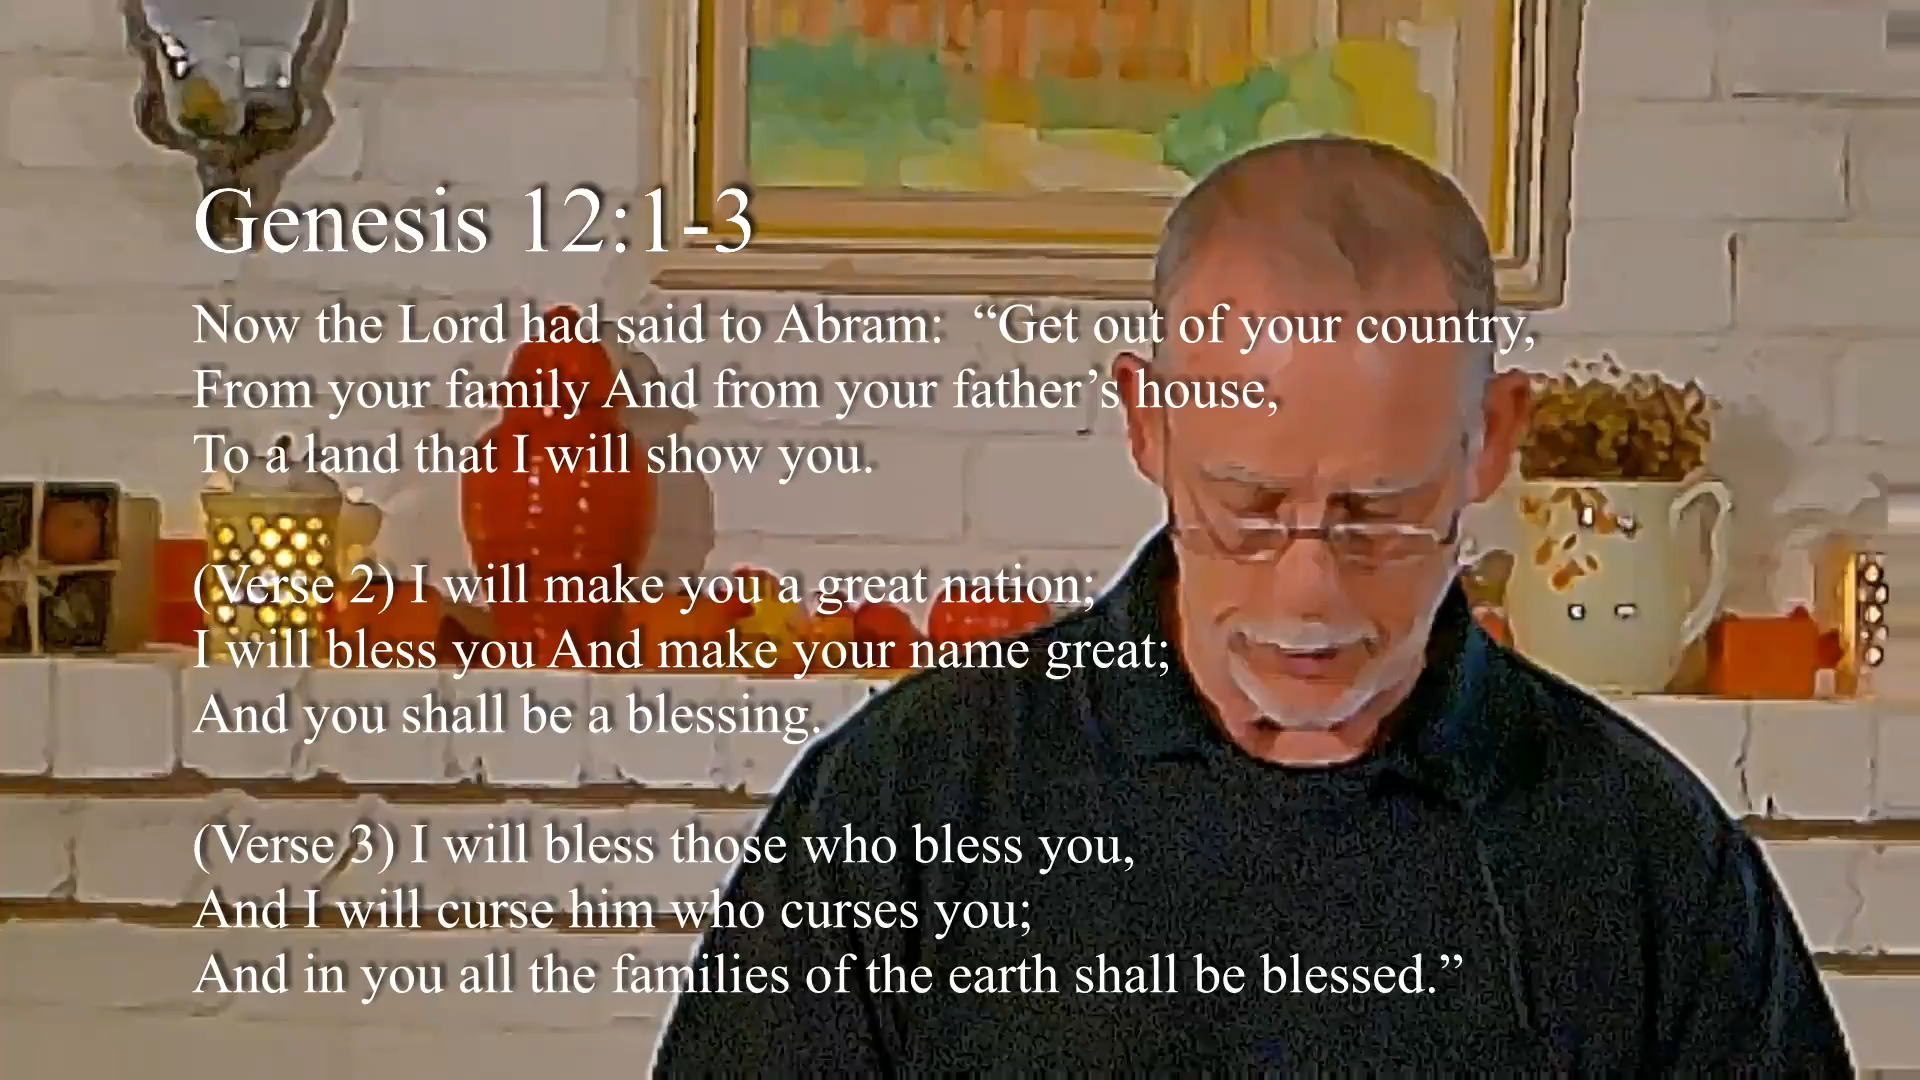 Genesis 12:1-3
Now the Lord had said to Abram:  “Get out of your country,
From your family And from your father’s house,
To a land that I will show you.
(Verse 2) I will make you a great nation;
I will bless you And make your name great;
And you shall be a blessing.
(Verse 3) I will bless those who bless you,
And I will curse him who curses you;
And in you all the families of the earth shall be blessed.”